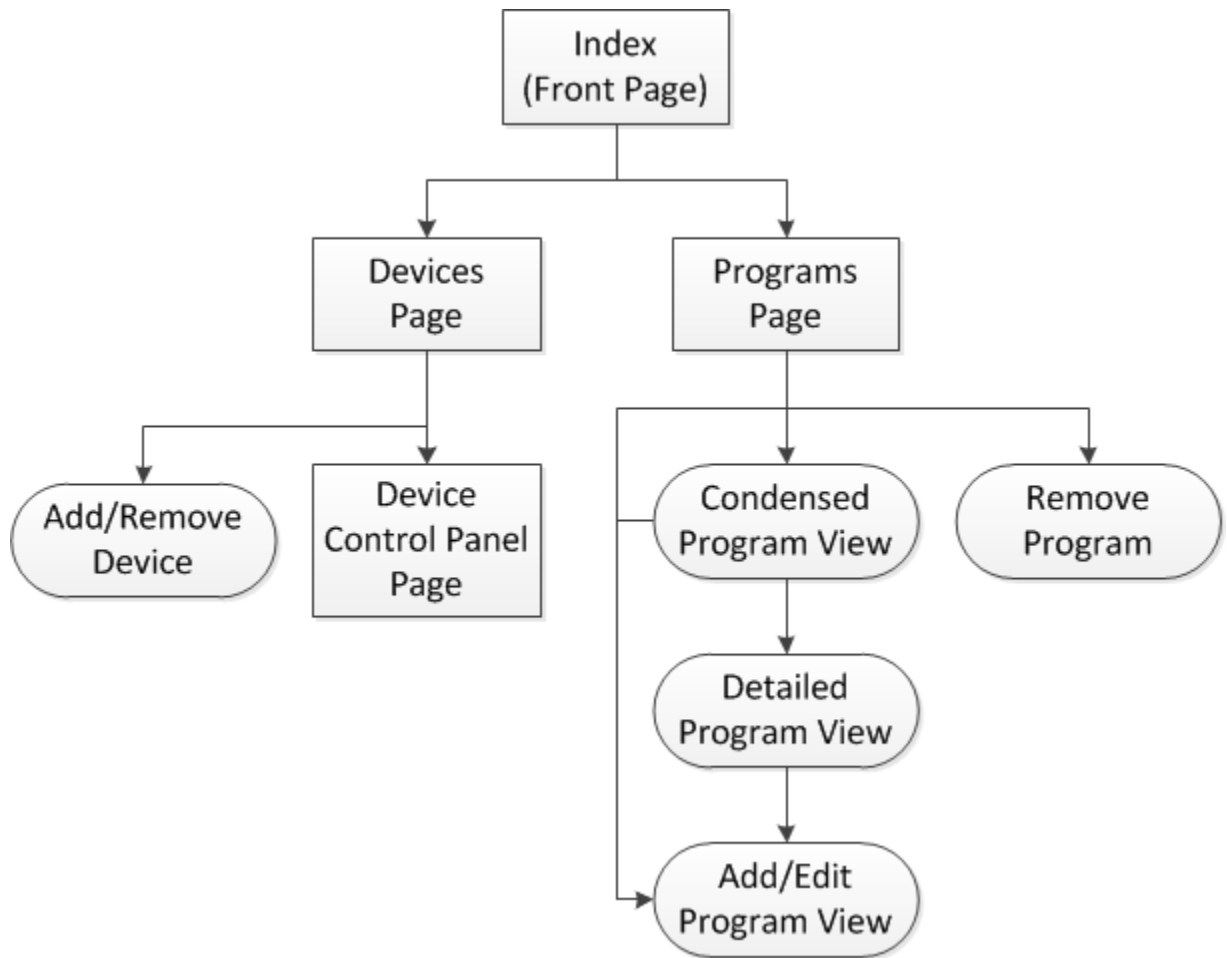 Index
(Front Page)
Devices
Page
Programs
Page
Add/Remove
Device
Device
Control Panel
Page
Condensed
Program View
Remove
Program
Detailed
Program View
Add/Edit
Program View